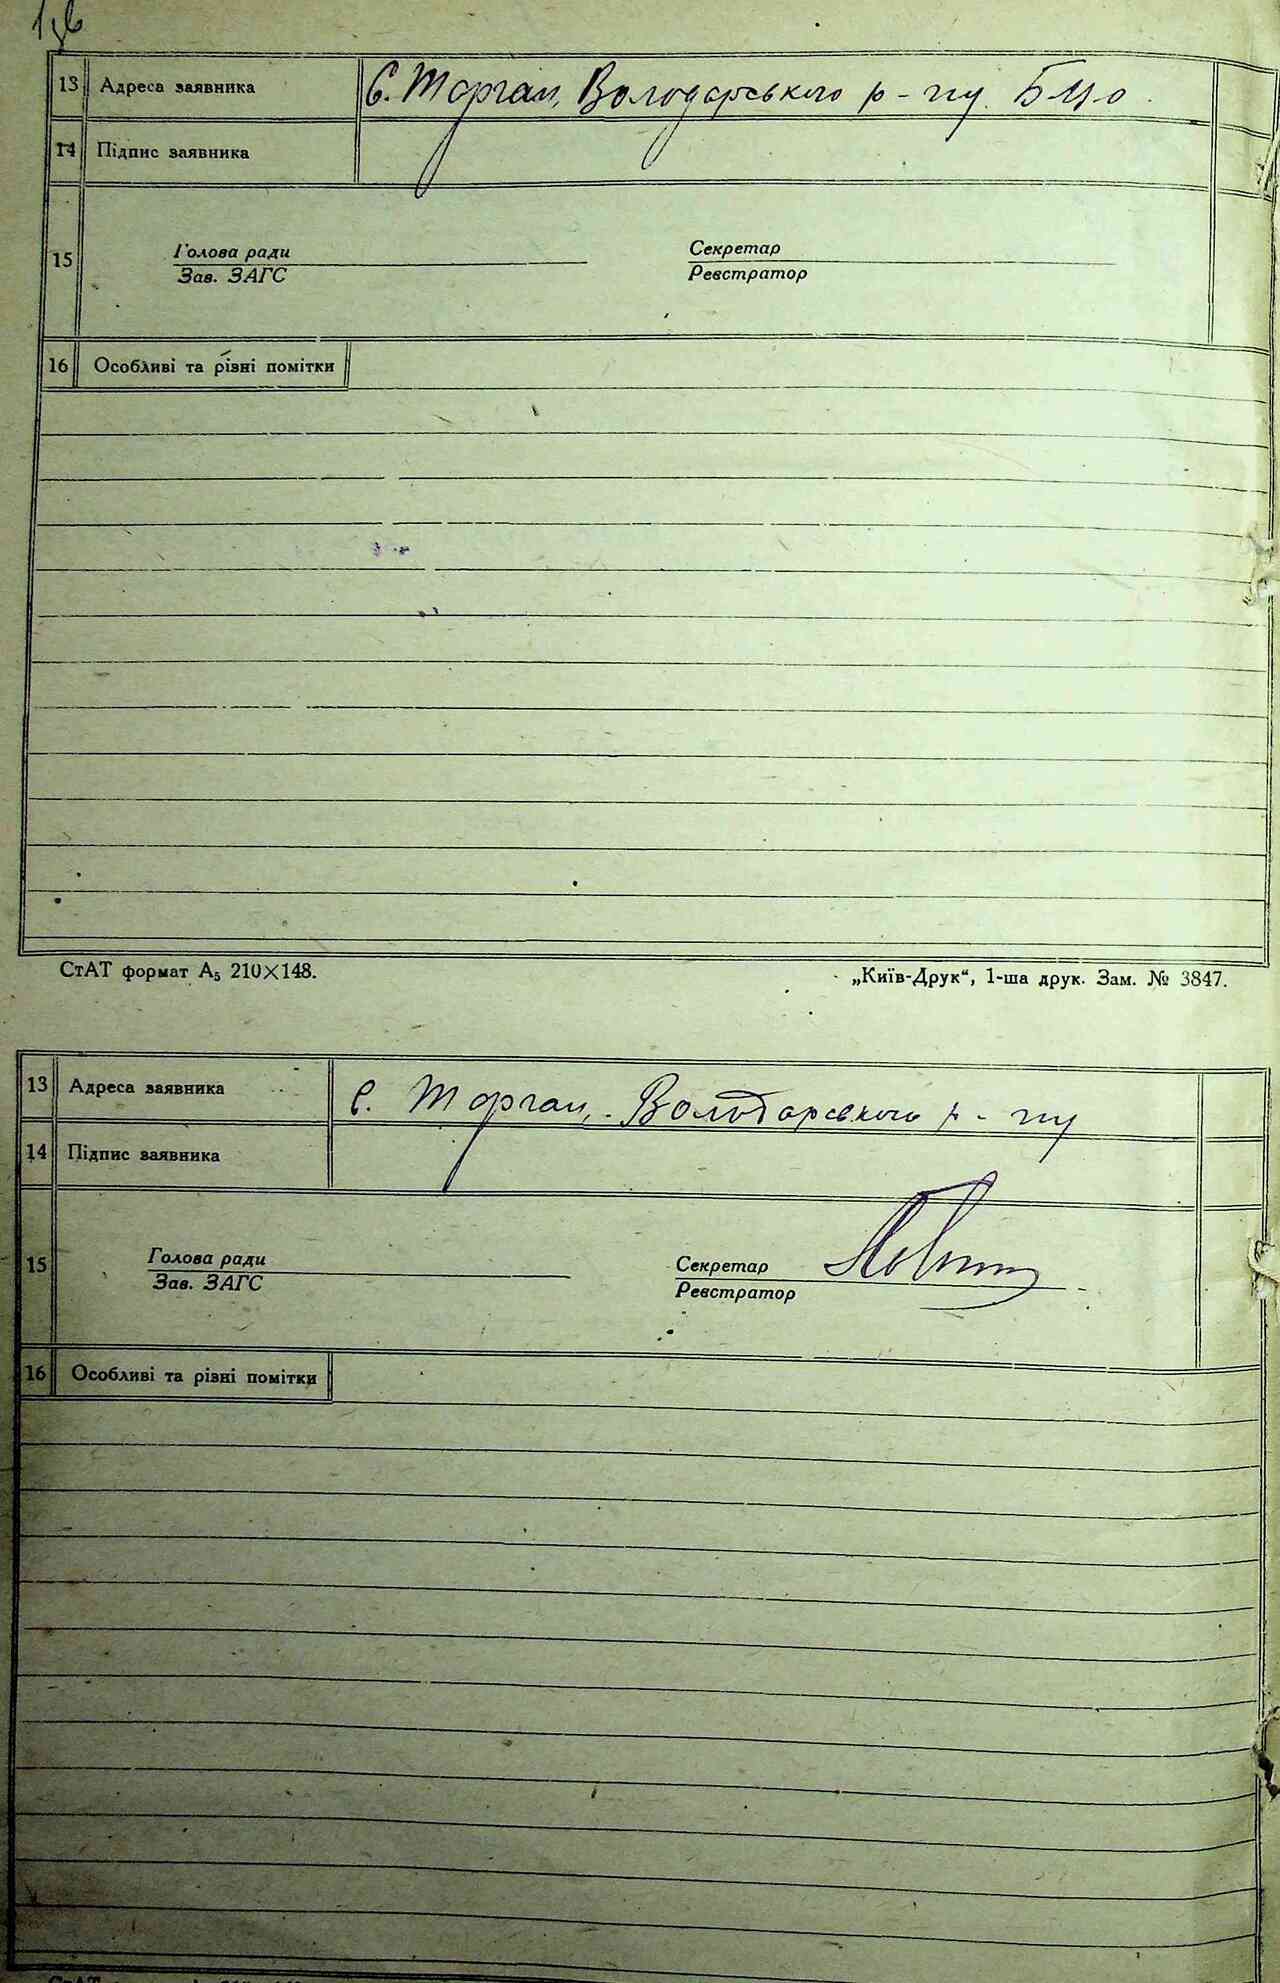 13 Адреса заявника С. Торган, Володарського р-ну Б-Ц-о
14 Підпис заявника
15 Голова ради Секретар
Зав. ЗАГС Реєстратор
16 Особливі та різні помітки
СтАТ формат А₅ 210×148. „Київ-Друк“, 1-ша друк. Зам. № 3847.
13 Адреса заявника С. Торган, Володарського р-ну
14 Підпис заявника
15 Голова ради Секретар
Зав. ЗАГС Реєстратор
16 Особливі та різні помітки